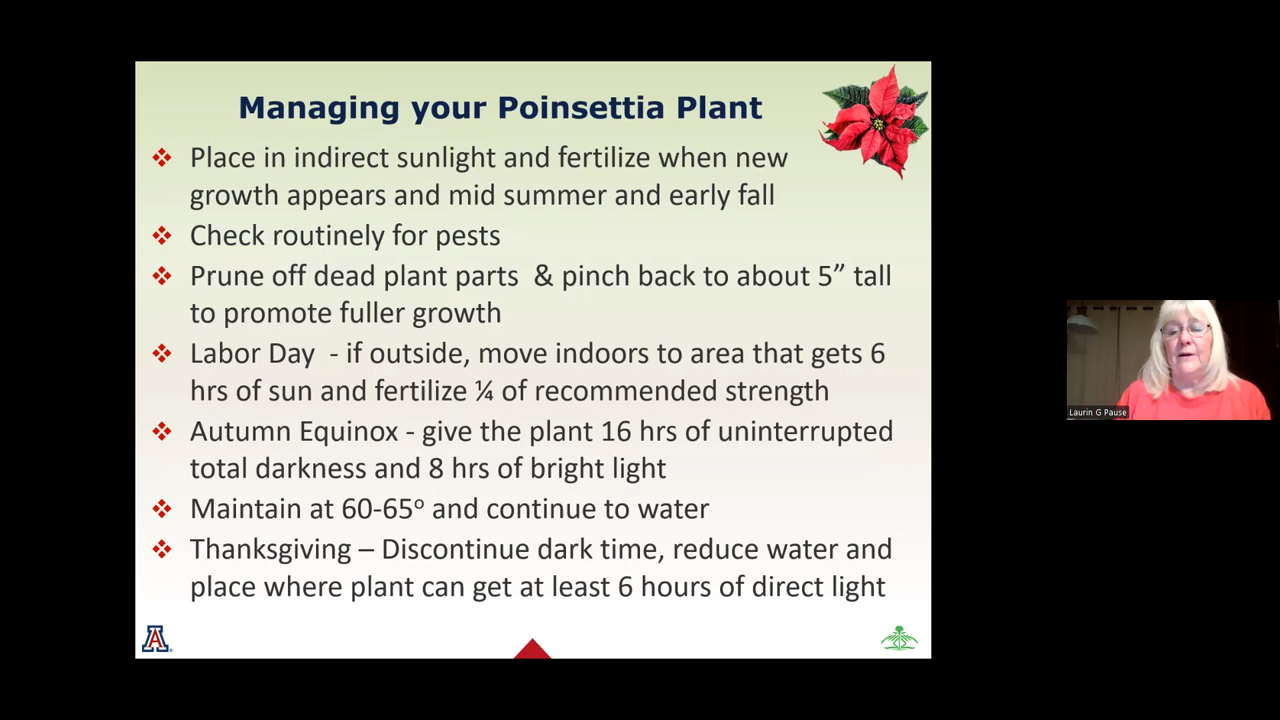 Managing your Poinsettia Plant
❖ Place in indirect sunlight and fertilize when new
growth appears and mid summer and early fall
❖ Check routinely for pests
❖ Prune off dead plant parts  & pinch back to about 5” tall
to promote fuller growth
❖ Labor Day  - if outside, move indoors to area that gets 6
hrs of sun and fertilize ¼ of recommended strength
❖ Autumn Equinox - give the plant 16 hrs of uninterrupted
total darkness and 8 hrs of bright light
❖ Maintain at 60-65º and continue to water
❖ Thanksgiving – Discontinue dark time, reduce water and
place where plant can get at least 6 hours of direct light
A
Laurin G Pause